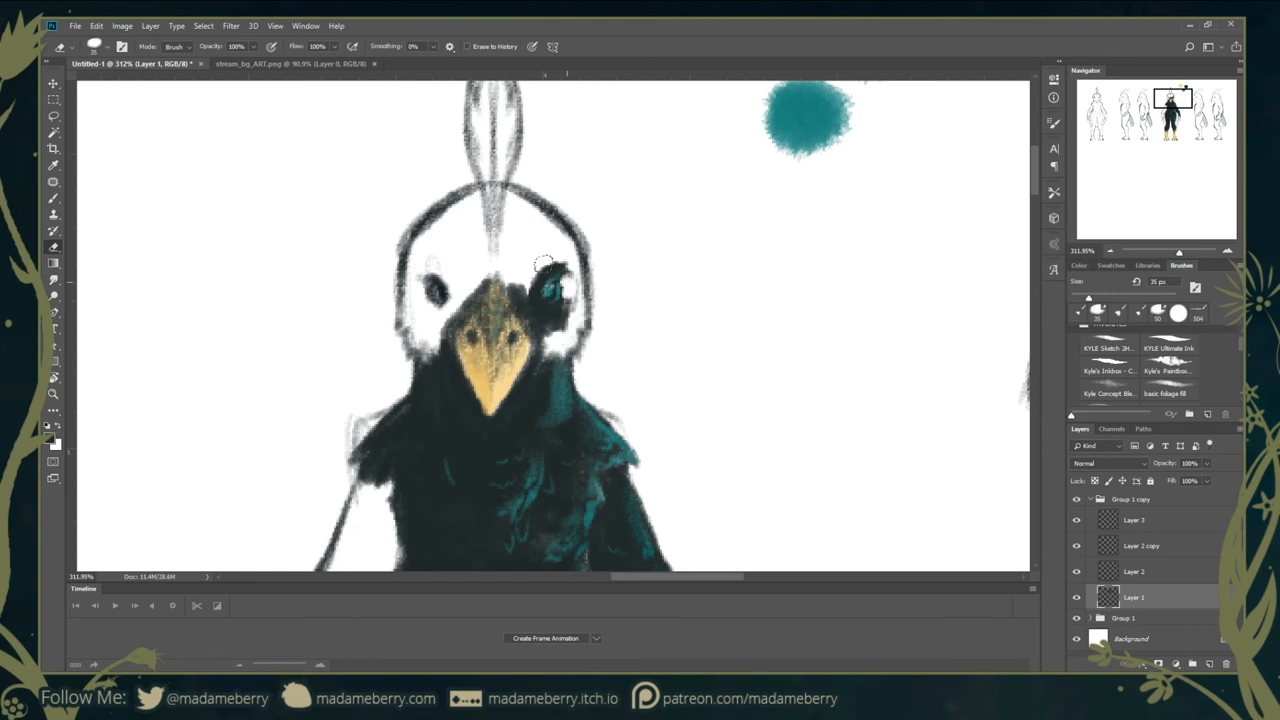 Ps File Edit Image Layer Type Select Filter 3D View Window Help
35 Mode: Brush Opacity: 100% Flow: 100% Smoothing: 0% Erase to History
Untitled-1 @ 312% (Layer 1, RGB/8) * × stream_bg_ART.png @ 90.9% (Layer 0, RGB/8) ×
Navigator
311.95%
Color Swatches Libraries Brushes
Size: 35 px
35 50 504
KYLE Sketch 2H... KYLE Ultimate Ink
Kyle's Inkbox - C... Kyle's Paintbox...
Kyle Concept Ble... basic foliage fill
Layers Channels Paths
Kind
Normal Opacity: 100%
Lock: Fill: 100%
Group 1 copy
Layer 3
Layer 2 copy
Layer 2
Layer 1
Group 1
Background
311.95% Doc: 11.4M/28.6M
Timeline
Create Frame Animation
Follow Me: @madameberry madameberry.com madameberry.itch.io patreon.com/madameberry